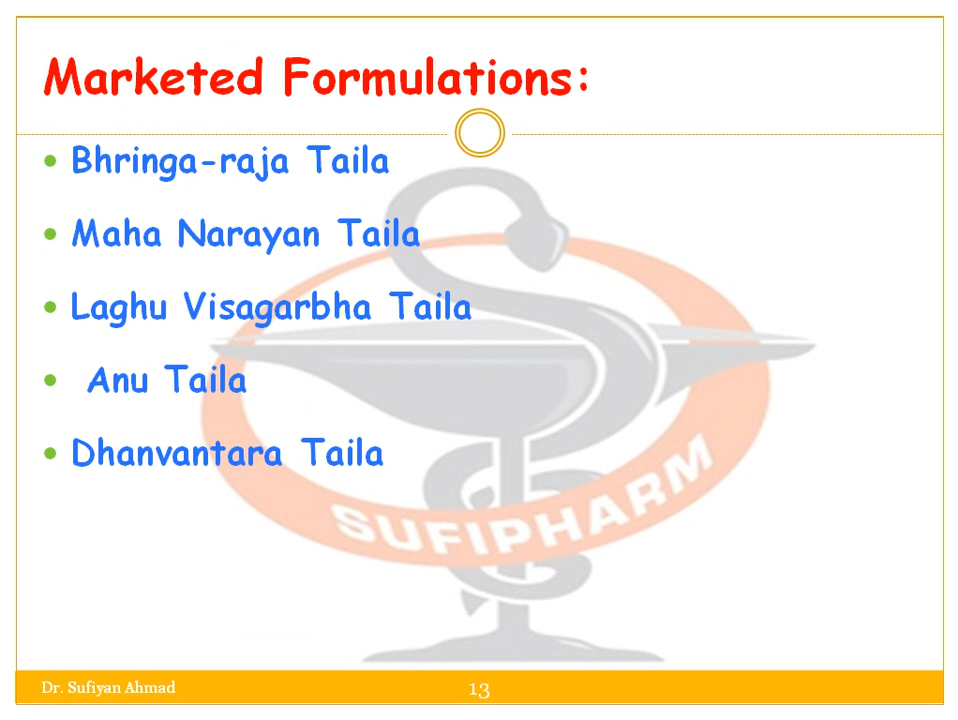 Marketed Formulations:
Bhringa-raja Taila
Maha Narayan Taila
Laghu Visagarbha Taila
Anu Taila
Dhanvantara Taila
SUFIPHARM
Dr. Sufiyan Ahmad
13